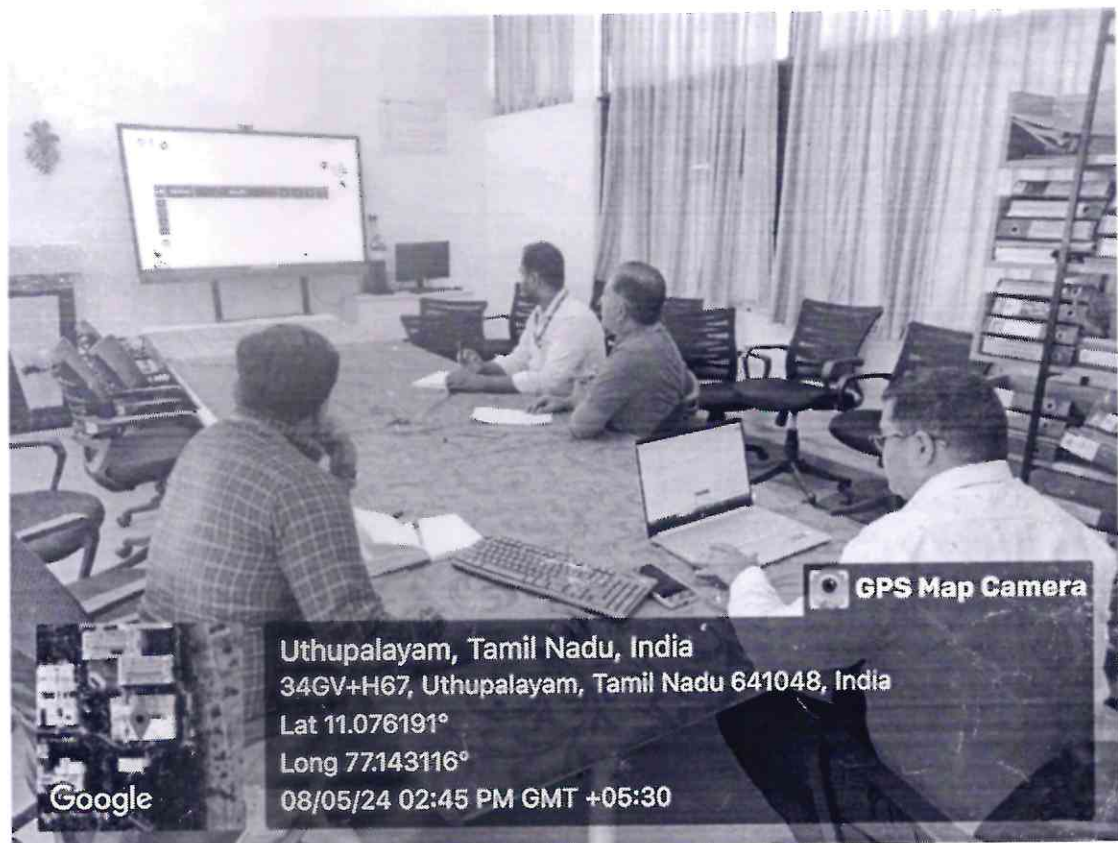 GPS Map Camera
Uthupalayam, Tamil Nadu, India
34GV+H67, Uthupalayam, Tamil Nadu 641048, India
Lat 11.076191°
Long 77.143116°
08/05/24 02:45 PM GMT +05:30
Google